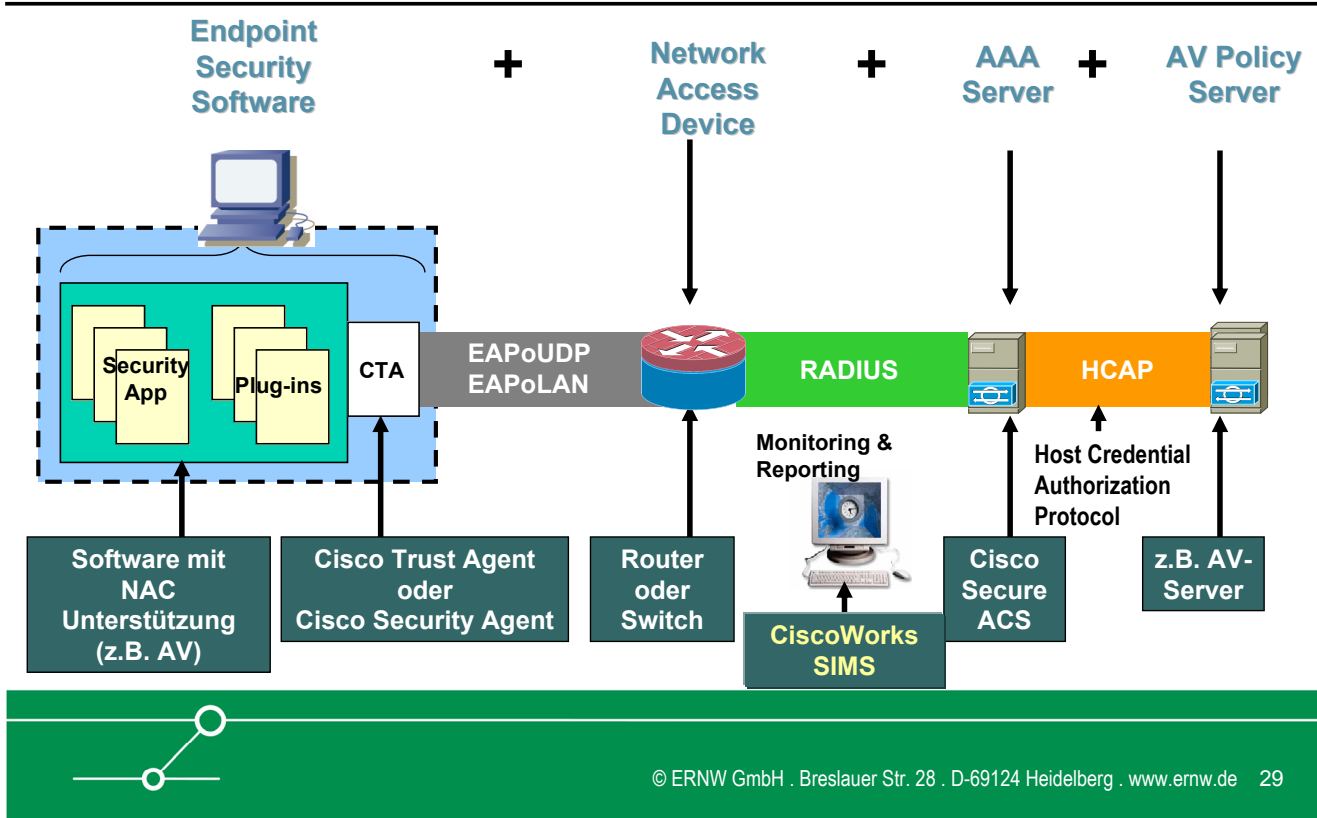 Endpoint
Security
Software
+
Network
Access
Device
+
AAA
Server
+
AV Policy
Server
Security
App
Plug-ins
CTA
EAPoUDP
EAPoLAN
RADIUS
HCAP
Monitoring &
Reporting
Host Credential
Authorization
Protocol
Software mit
NAC
Unterstützung
(z.B. AV)
Cisco Trust Agent
oder
Cisco Security Agent
Router
oder
Switch
CiscoWorks
SIMS
Cisco
Secure
ACS
z.B. AV-
Server
© ERNW GmbH . Breslauer Str. 28 . D-69124 Heidelberg . www.ernw.de 29